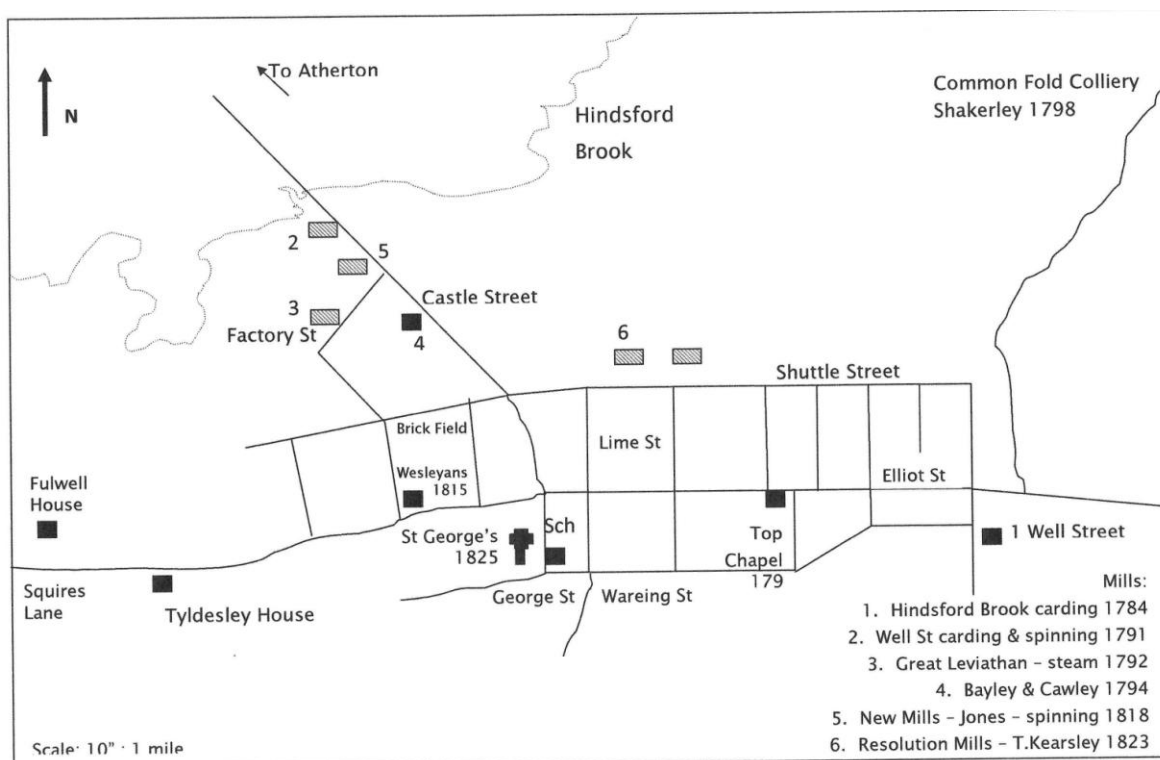 To Atherton
N
Hindsford
Brook
Common Fold Colliery
Shakerley 1798
2
5
3
Castle Street
Factory St
4
6
Shuttle Street
Brick Field
Lime St
Wesleyans
1815
Elliot St
Fulwell
House
St George's
1825
Sch
Top
Chapel
179
1 Well Street
Squires
Lane
Tyldesley House
George St
Wareing St
Mills:
1. Hindsford Brook carding 1784
2. Well St carding & spinning 1791
3. Great Leviathan – steam 1792
4. Bayley & Cawley 1794
5. New Mills – Jones – spinning 1818
6. Resolution Mills – T.Kearsley 1823
Scale: 10" : 1 mile